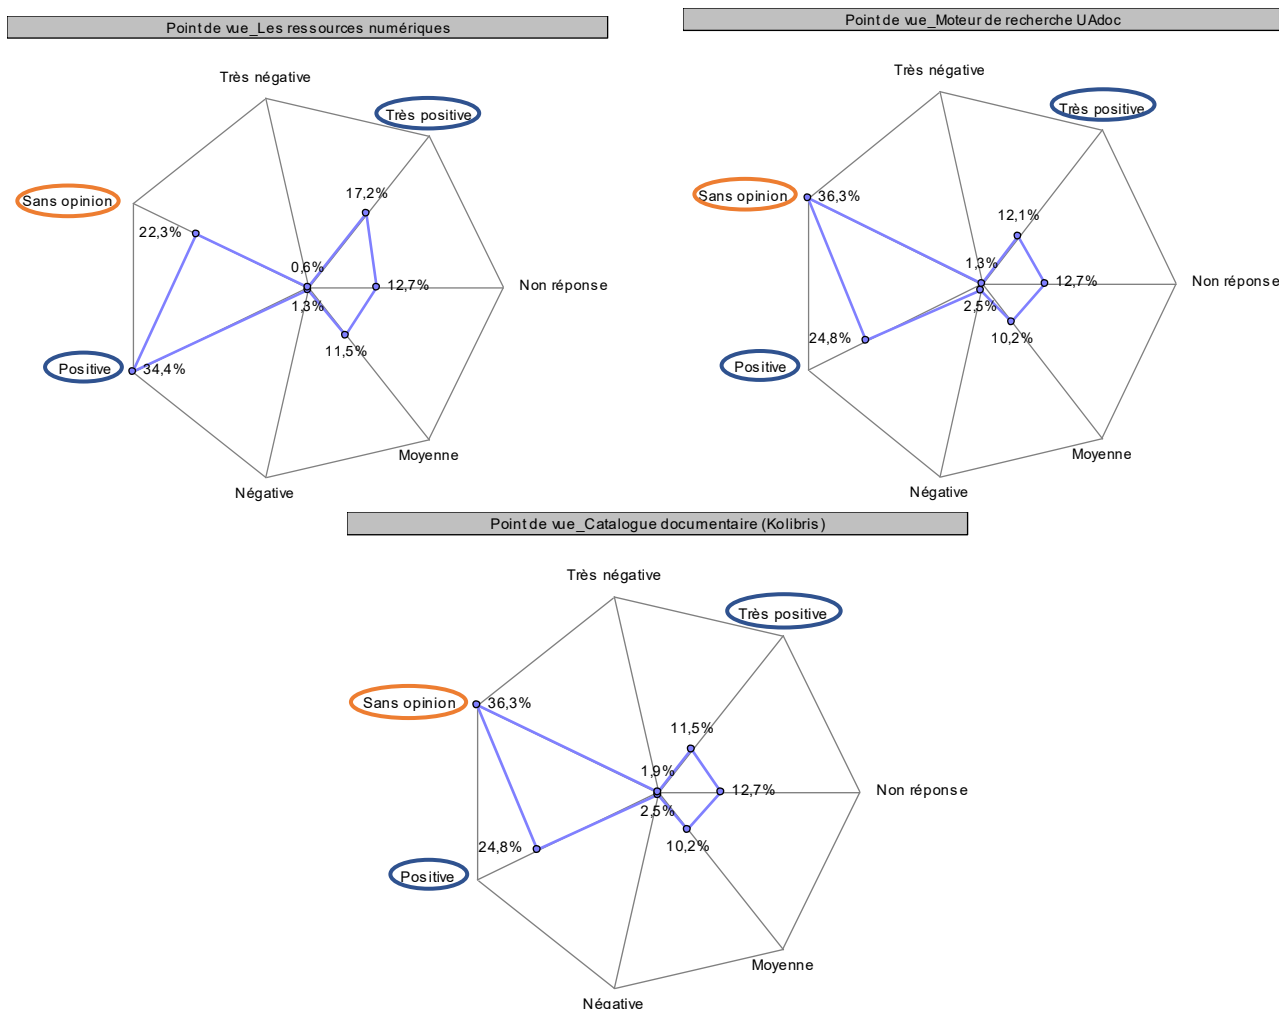 Point de vue_Les ressources numériques
Très négative
Très positive
17,2%
Sans opinion
22,3%
0,6%
12,7%
Non réponse
1,3%
11,5%
Positive
34,4%
Moyenne
Négative
Point de vue_Moteur de recherche UAdoc
Très négative
Très positive
Sans opinion
36,3%
12,1%
1,3%
12,7%
Non réponse
2,5%
10,2%
24,8%
Positive
Moyenne
Négative
Point de vue_Catalogue documentaire (Kolibris)
Très négative
Très positive
Sans opinion
36,3%
11,5%
1,9%
12,7%
Non réponse
2,5%
10,2%
24,8%
Positive
Moyenne
Négative